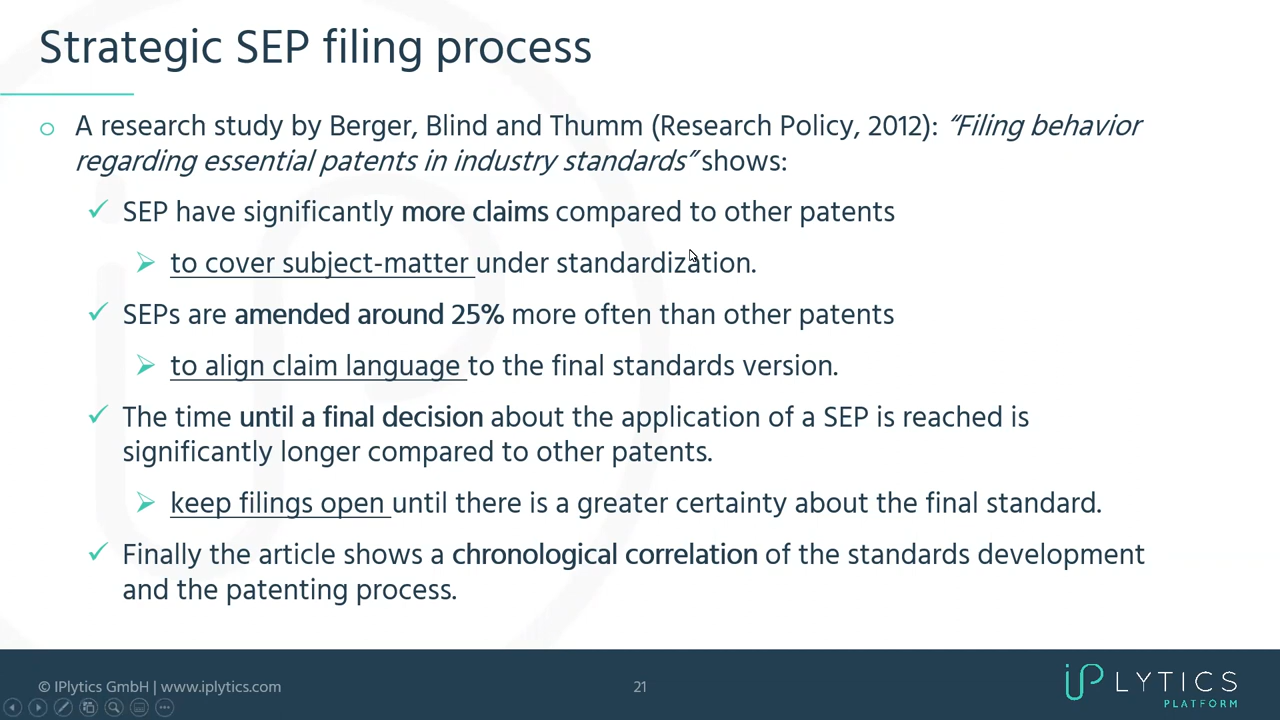 Strategic SEP filing process
A research study by Berger, Blind and Thumm (Research Policy, 2012): “Filing behavior
regarding essential patents in industry standards” shows:
SEP have significantly more claims compared to other patents
to cover subject-matter under standardization.
SEPs are amended around 25% more often than other patents
to align claim language to the final standards version.
The time until a final decision about the application of a SEP is reached is
significantly longer compared to other patents.
keep filings open until there is a greater certainty about the final standard.
Finally the article shows a chronological correlation of the standards development
and the patenting process.
© IPlytics GmbH | www.iplytics.com
21
IPLYTICS
PLATFORM